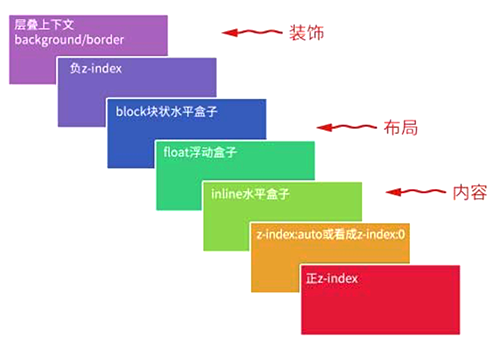 层叠上下文
background/border
装饰
负z-index
block块状水平盒子
布局
float浮动盒子
inline水平盒子
内容
z-index:auto或看成z-index:0
正z-index